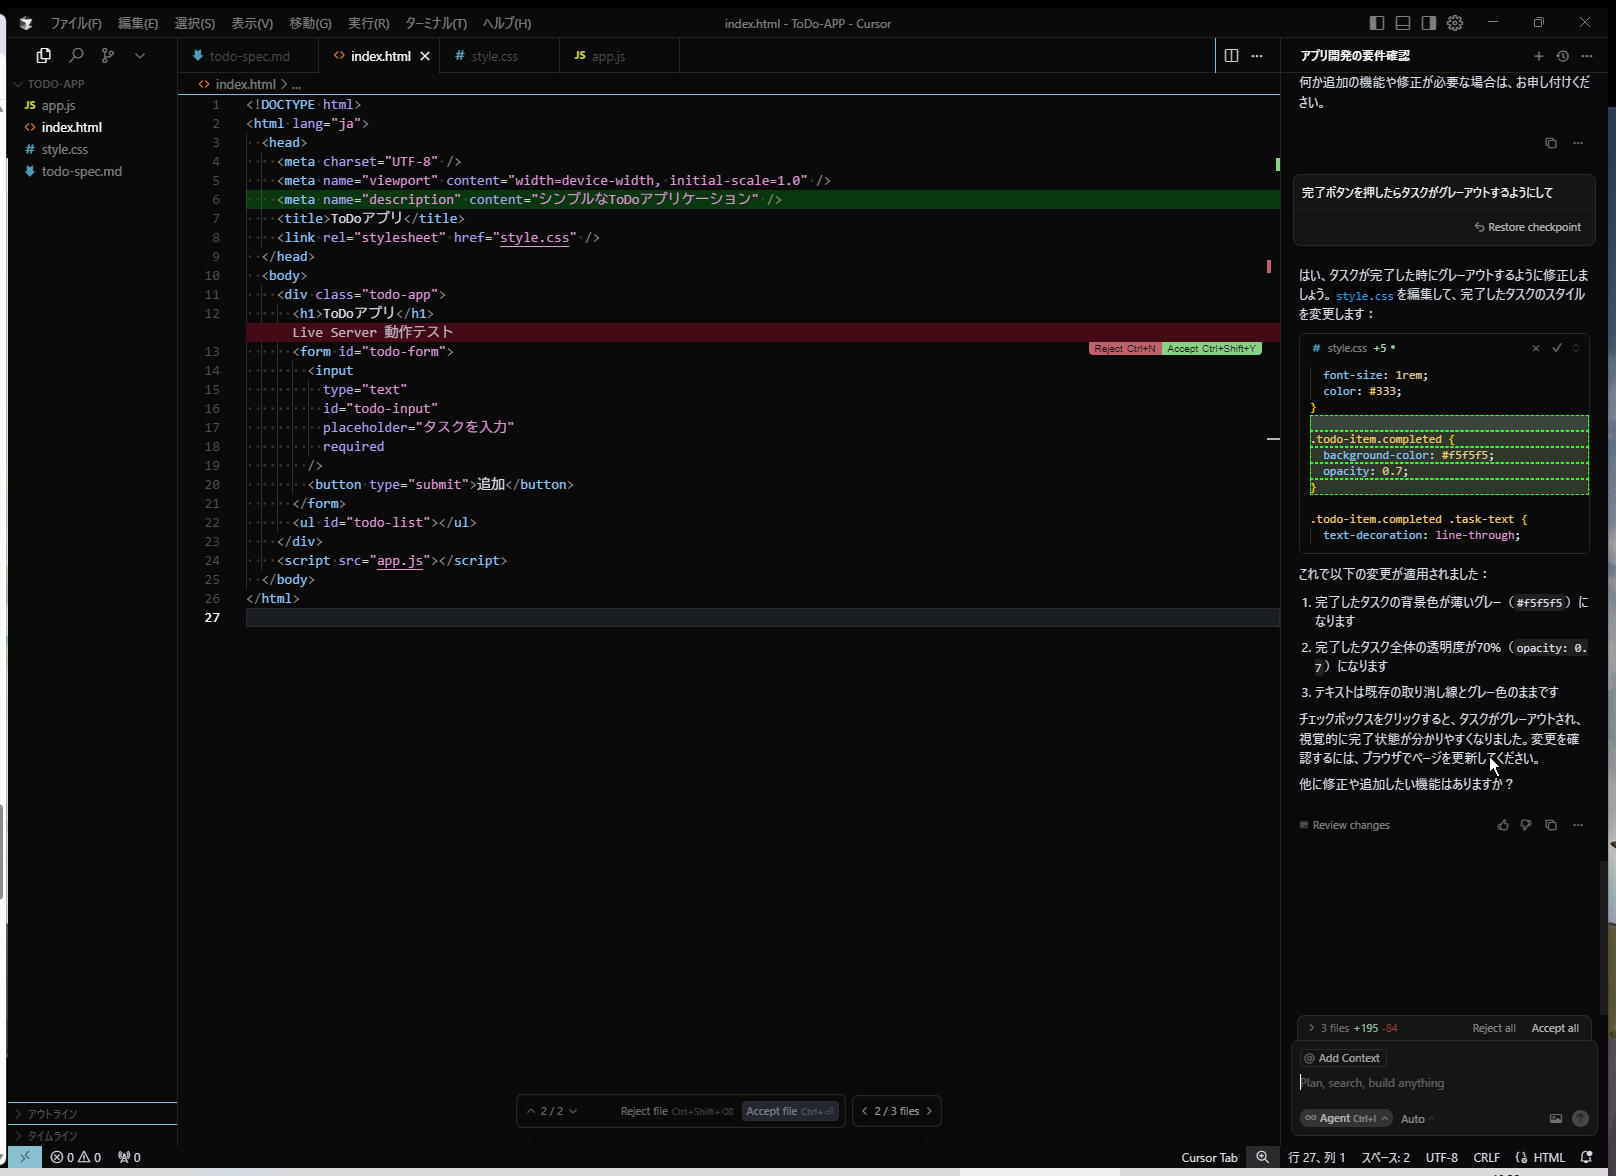 ファイル(F) 編集(E) 選択(S) 表示(V) 移動(G) 実行(R) ターミナル(T) ヘルプ(H)
index.html - ToDo-APP - Cursor
TODO-APP
JS app.js
<> index.html
# style.css
todo-spec.md
アウトライン
タイムライン
todo-spec.md
<> index.html
# style.css
JS app.js
<> index.html > ...
1 <!DOCTYPE html>
2 <html lang="ja">
3 <head>
4 <meta charset="UTF-8" />
5 <meta name="viewport" content="width=device-width, initial-scale=1.0" />
6 <meta name="description" content="シンプルなToDoアプリケーション" />
7 <title>ToDoアプリ</title>
8 <link rel="stylesheet" href="style.css" />
9 </head>
10 <body>
11 <div class="todo-app">
12 <h1>ToDoアプリ</h1>
Live Server 動作テスト
13 <form id="todo-form">
Reject Ctrl+N Accept Ctrl+Shift+Y
14 <input
15 type="text"
16 id="todo-input"
17 placeholder="タスクを入力"
18 required
19 />
20 <button type="submit">追加</button>
21 </form>
22 <ul id="todo-list"></ul>
23 </div>
24 <script src="app.js"></script>
25 </body>
26 </html>
27
2 / 2 Reject file Ctrl+Shift+⌫ Accept file Ctrl+⏎ < 2 / 3 files >
アプリ開発の要件確認
何か追加の機能や修正が必要な場合は、お申し付けくだ
さい。
完了ボタンを押したらタスクがグレーアウトするようにして
Restore checkpoint
はい、タスクが完了した時にグレーアウトするように修正しま
しょう。style.cssを編集して、完了したタスクのスタイル
を変更します：
# style.css +5
font-size: 1rem;
color: #333;
}
.todo-item.completed {
background-color: #f5f5f5;
opacity: 0.7;
}
.todo-item.completed .task-text {
text-decoration: line-through;
これで以下の変更が適用されました：
1. 完了したタスクの背景色が薄いグレー（#f5f5f5）に
なります
2. 完了したタスク全体の透明度が70%（opacity: 0.
7）になります
3. テキストは既存の取り消し線とグレー色のままです
チェックボックスをクリックすると、タスクがグレーアウトされ、
視覚的に完了状態が分かりやすくなりました。変更を確
認するには、ブラウザでページを更新してください。
他に修正や追加したい機能はありますか？
Review changes
> 3 files +195 -84 Reject all Accept all
@ Add Context
Plan, search, build anything
∞ Agent Ctrl+I Auto
0 0 0
Cursor Tab 行 27、列 1 スペース: 2 UTF-8 CRLF HTML